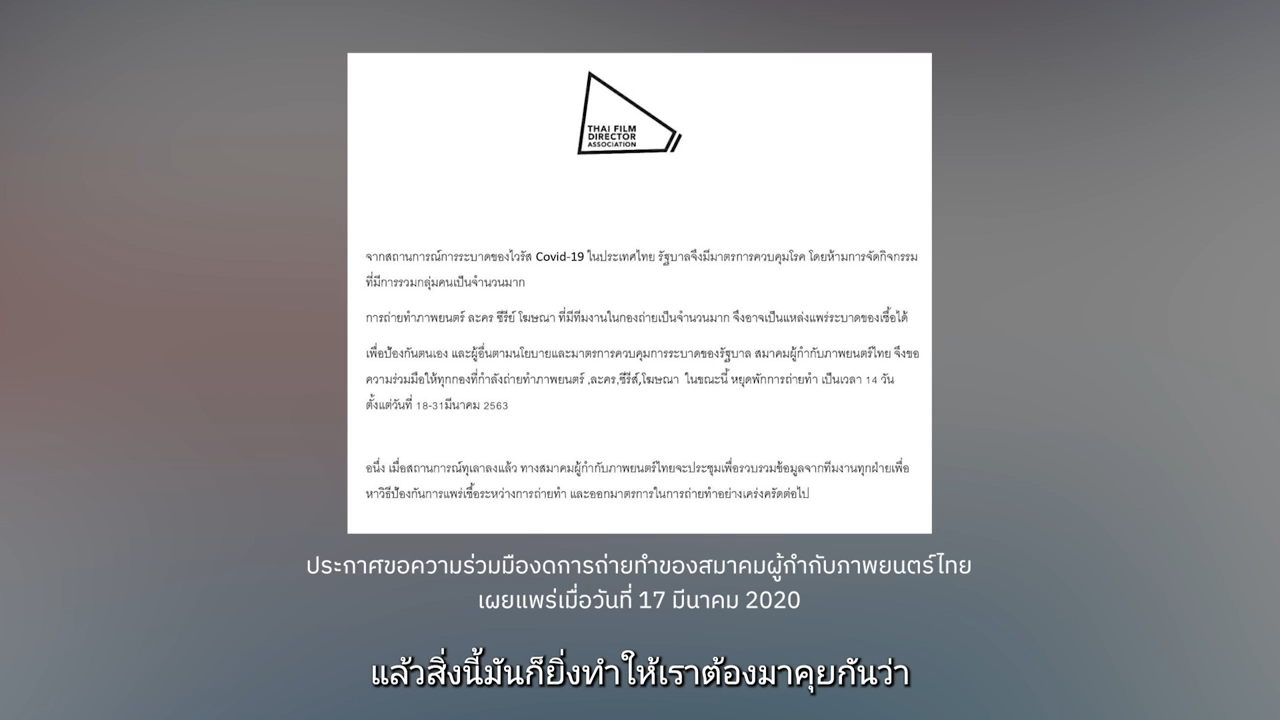 THAI FILM
DIRECTOR
ASSOCIATION
จากสถานการณ์การระบาดของไวรัส Covid-19 ในประเทศไทย รัฐบาลจึงมีมาตรการควบคุมโรค โดยห้ามการจัดกิจกรรม
ที่มีการรวมกลุ่มคนเป็นจำนวนมาก
การถ่ายทำภาพยนตร์ ละคร ซีรีย์ โฆษณา ที่มีทีมงานในกองถ่ายเป็นจำนวนมาก จึงอาจเป็นแหล่งแพร่ระบาดของเชื้อได้
เพื่อป้องกันตนเอง และผู้อื่นตามนโยบายและมาตรการควบคุมการระบาดของรัฐบาล สมาคมผู้กำกับภาพยนตร์ไทย จึงขอ
ความร่วมมือให้ทุกกองที่กำลังถ่ายทำภาพยนตร์ ,ละคร,ซีรีส์,โฆษณา ในขณะนี้ หยุดพักการถ่ายทำ เป็นเวลา 14 วัน
ตั้งแต่วันที่ 18-31มีนาคม 2563
อนึ่ง เมื่อสถานการณ์ทุเลาลงแล้ว ทางสมาคมผู้กำกับภาพยนตร์ไทยจะประชุมเพื่อรวบรวมข้อมูลจากทีมงานทุกฝ่ายเพื่อ
หาวิธีป้องกันการแพร่เชื้อระหว่างการถ่ายทำ และออกมาตรการในการถ่ายทำอย่างเคร่งครัดต่อไป
ประกาศขอความร่วมมืองดการถ่ายทำของสมาคมผู้กำกับภาพยนตร์ไทย
เผยแพร่เมื่อวันที่ 17 มีนาคม 2020
แล้วสิ่งนี้มันก็ยิ่งทำให้เราต้องมาคุยกันว่า